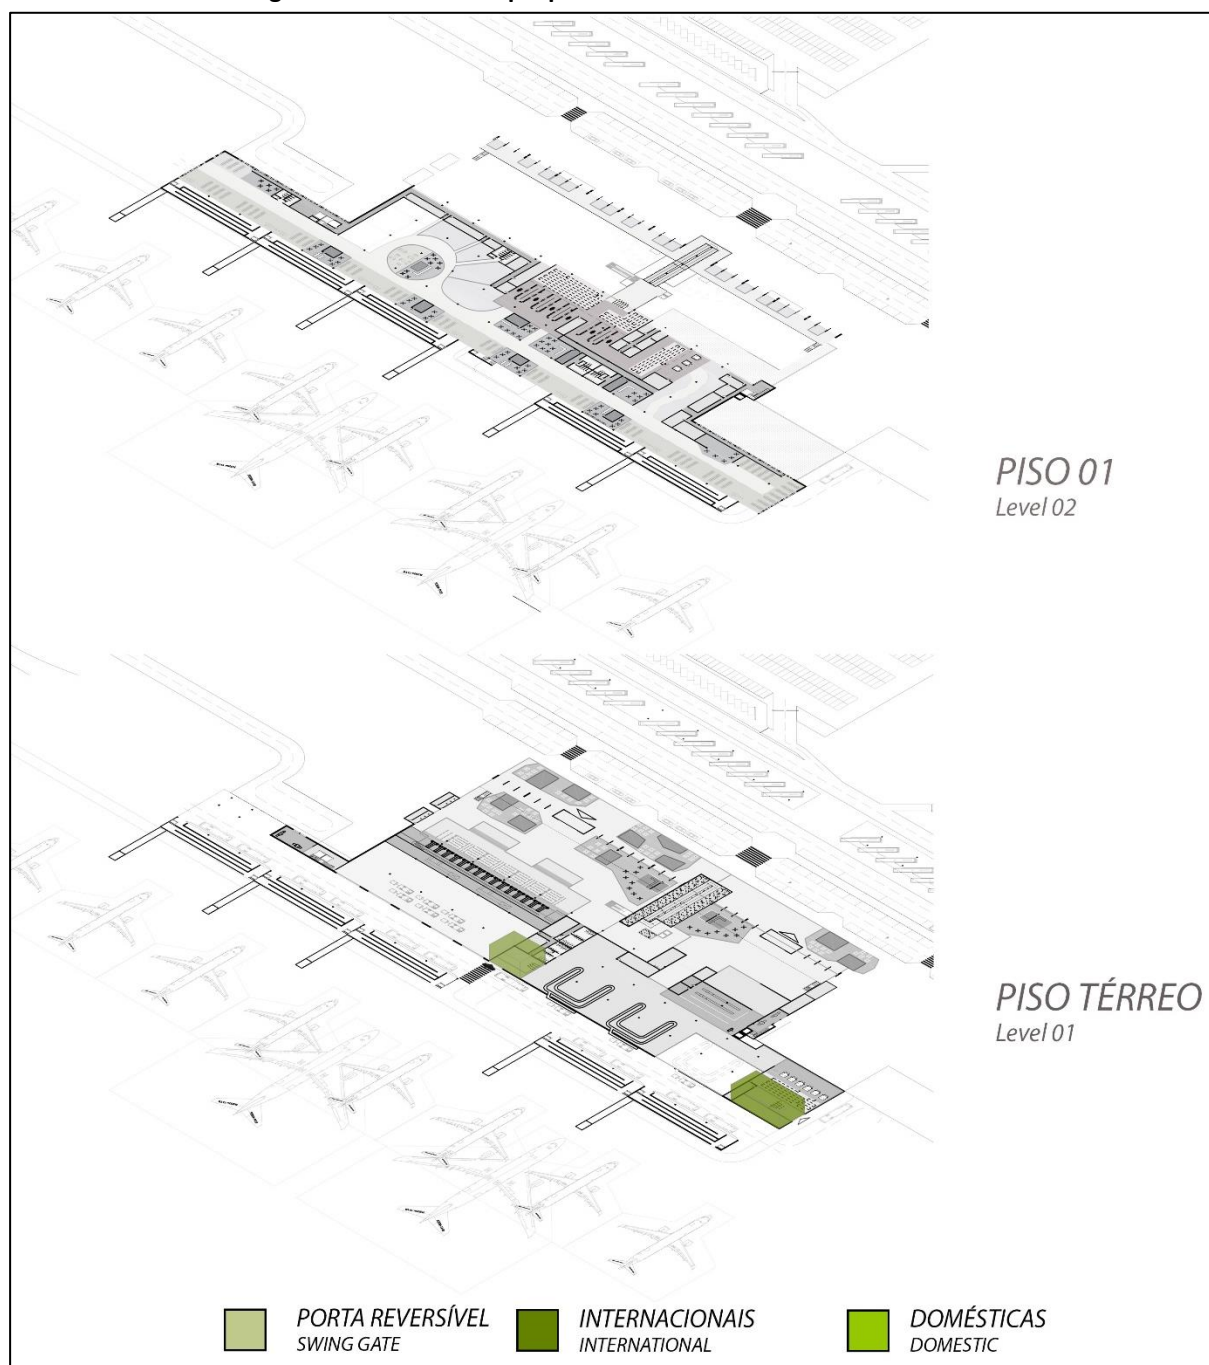 PISO 01
Level 02
PISO TÉRREO
Level 01
PORTA REVERSÍVEL
SWING GATE
INTERNACIONAIS
INTERNATIONAL
DOMÉSTICAS
DOMESTIC